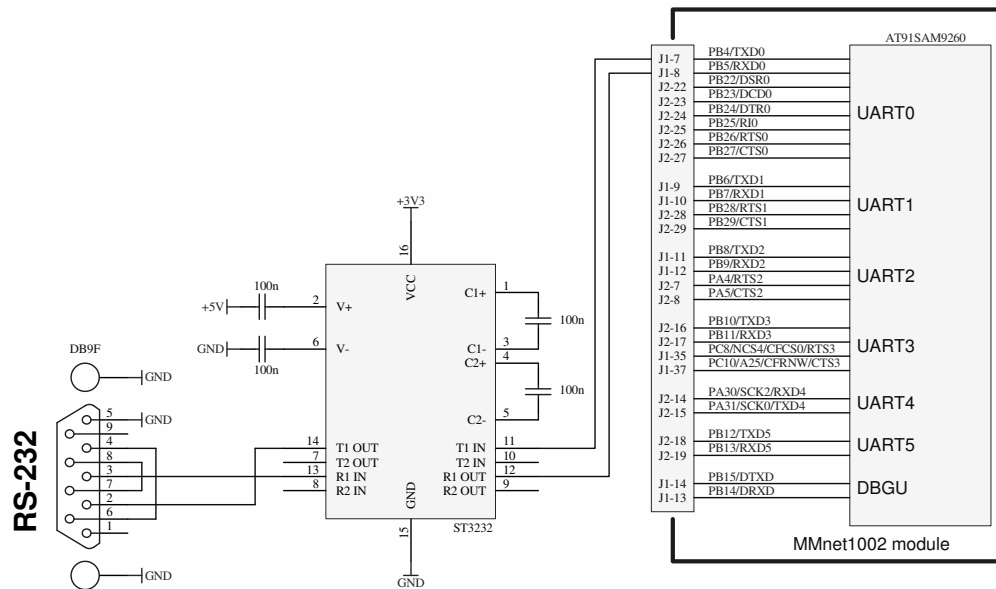 AT91SAM9260
J1-7 PB4/TXD0
J1-8 PB5/RXD0
J2-22 PB22/DSR0
J2-23 PB23/DCD0
J2-24 PB24/DTR0
J2-25 PB25/RI0
J2-26 PB26/RTS0
J2-27 PB27/CTS0
UART0
J1-9 PB6/TXD1
J1-10 PB7/RXD1
J2-28 PB28/RTS1
J2-29 PB29/CTS1
UART1
J1-11 PB8/TXD2
J1-12 PB9/RXD2
J2-7 PA4/RTS2
J2-8 PA5/CTS2
UART2
J2-16 PB10/TXD3
J2-17 PB11/RXD3
J1-35 PC8/NCS4/CFCS0/RTS3
J1-37 PC10/A25/CFRNW/CTS3
UART3
J2-14 PA30/SCK2/RXD4
J2-15 PA31/SCK0/TXD4
UART4
J2-18 PB12/TXD5
J2-19 PB13/RXD5
UART5
J1-14 PB15/DTXD
J1-13 PB14/DRXD
DBGU
MMnet1002 module
+3V3
16
VCC
100n
+5V
2 V+
GND
6 V-
100n
C1+ 1
100n
C1- 3
C2+ 4
100n
C2- 5
14 T1 OUT
7 T2 OUT
13 R1 IN
8 R2 IN
T1 IN 11
T2 IN 10
R1 OUT 12
R2 OUT 9
GND
15
ST3232
GND
DB9F
GND
5 GND
9
4
8
3
7
2
6
1
GND
RS-232